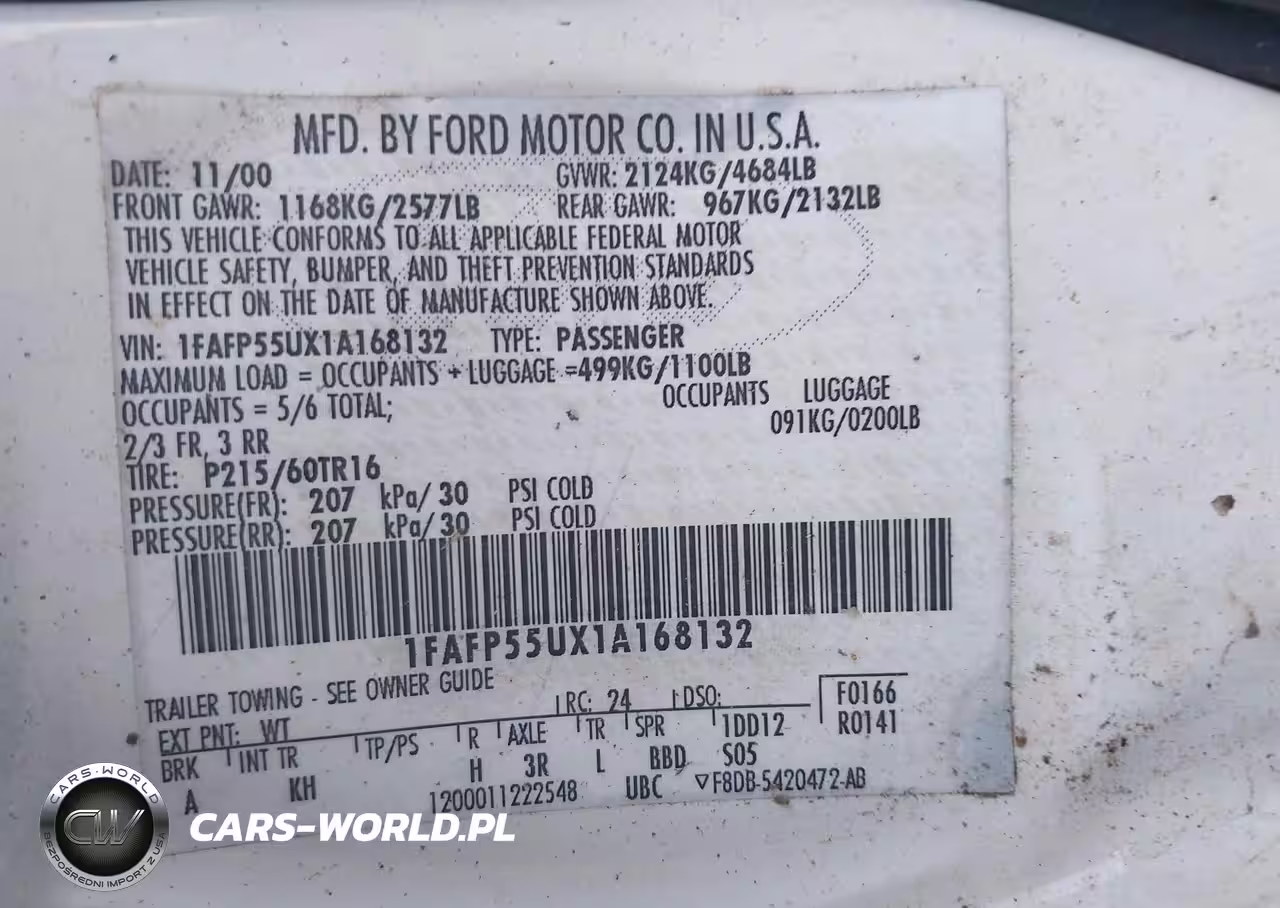 MFD. BY FORD MOTOR CO. IN U.S.A.
DATE: 11/00 GVWR: 2124KG/4684LB
FRONT GAWR: 1168KG/2577LB REAR GAWR: 967KG/2132LB
THIS VEHICLE CONFORMS TO ALL APPLICABLE FEDERAL MOTOR
VEHICLE SAFETY, BUMPER, AND THEFT PREVENTION STANDARDS
IN EFFECT ON THE DATE OF MANUFACTURE SHOWN ABOVE.
VIN: 1FAFP55UX1A168132 TYPE: PASSENGER
MAXIMUM LOAD = OCCUPANTS + LUGGAGE =499KG/1100LB
OCCUPANTS = 5/6 TOTAL; OCCUPANTS LUGGAGE
2/3 FR, 3 RR 091KG/0200LB
TIRE: P215/60TR16
PRESSURE(FR): 207 kPa/ 30 PSI COLD
PRESSURE(RR): 207 kPa/ 30 PSI COLD
1FAFP55UX1A168132
TRAILER TOWING - SEE OWNER GUIDE
EXT PNT: WT RC: 24 DSO: F0166
BRK INT TR TP/PS R AXLE TR SPR 1DD12 R0141
A KH H 3R L BBD S05
1200011222548 UBC ▽F8DB-5420472-AB
CARS-WORLD
CW
BEZPOŚREDNI IMPORT Z USA
CARS-WORLD.PL